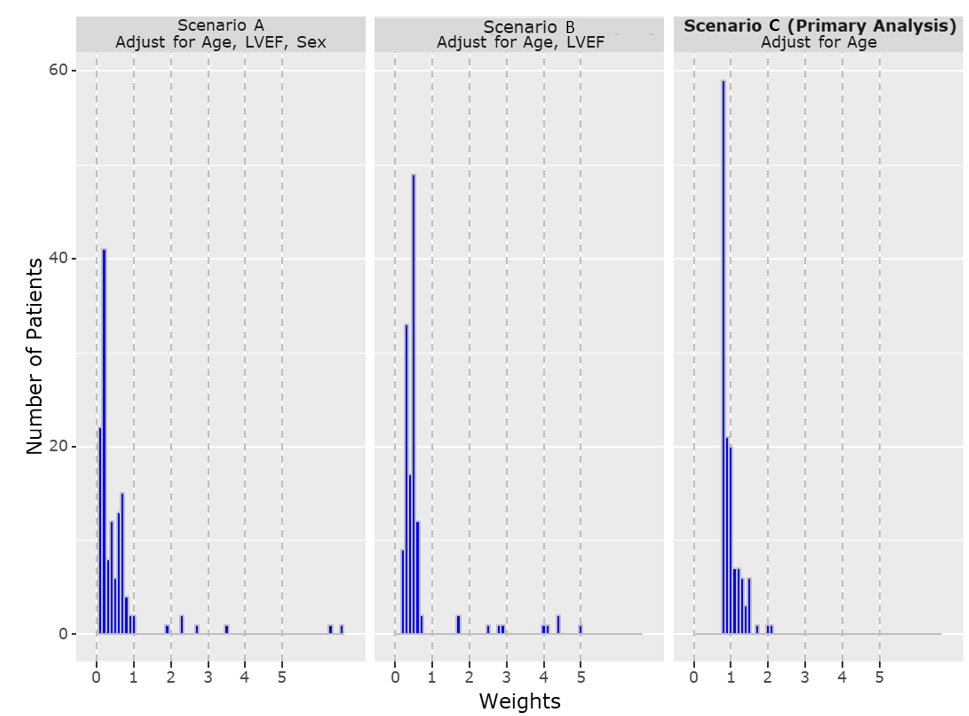 Scenario A
Adjust for Age, LVEF, Sex
Scenario B
Adjust for Age, LVEF
Scenario C (Primary Analysis)
Adjust for Age
60
40
20
0
Number of Patients
0 1 2 3 4 5
0 1 2 3 4 5
0 1 2 3 4 5
Weights